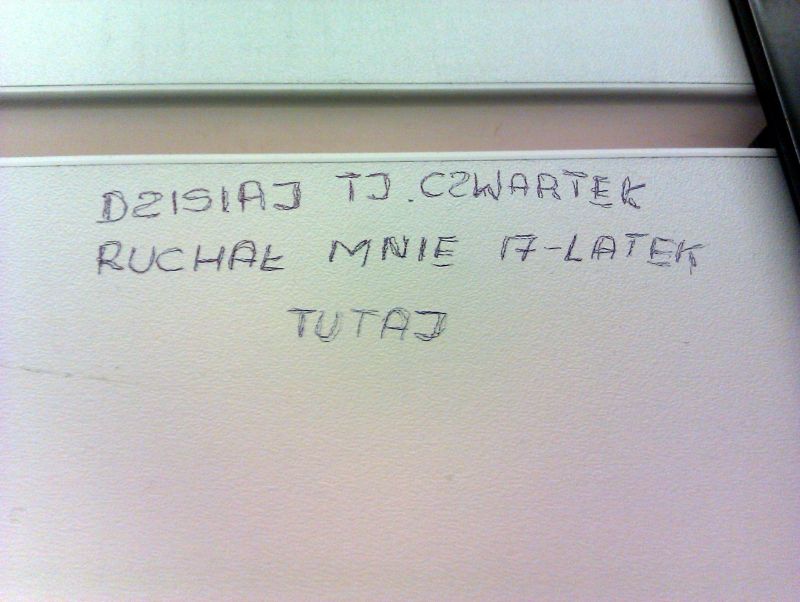 DZISIAJ TJ. CZWARTEK
RUCHAŁ MNIE 17-LATEK
TUTAJ